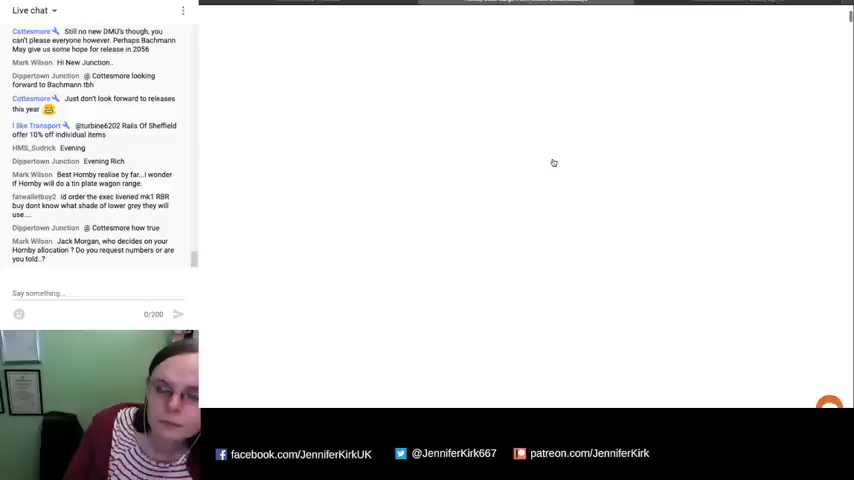 Live chat
Cottesmore Still no new DMU's though, you
can't please everyone however. Perhaps Bachmann
May give us some hope for release in 2056
Mark Wilson Hi New Junction..
Dippertown Junction @ Cottesmore looking
forward to Bachmann tbh
Cottesmore Just don't look forward to releases
this year
I like Transport @turbine6202 Rails Of Sheffield
offer 10% off individual items
HMS_Sudrick Evening
Dippertown Junction Evening Rich
Mark Wilson Best Hornby realise by far...I wonder
if Hornby will do a tin plate wagon range.
fatwalletboy2 id order the exec liveried mk1 RBR
buy dont know what shade of lower grey they will
use....
Dippertown Junction @ Cottesmore how true
Mark Wilson Jack Morgan, who decides on your
Hornby allocation ? Do you request numbers or are
you told..?
Say something...
0/200
facebook.com/JenniferKirkUK
@JenniferKirk667
patreon.com/JenniferKirk